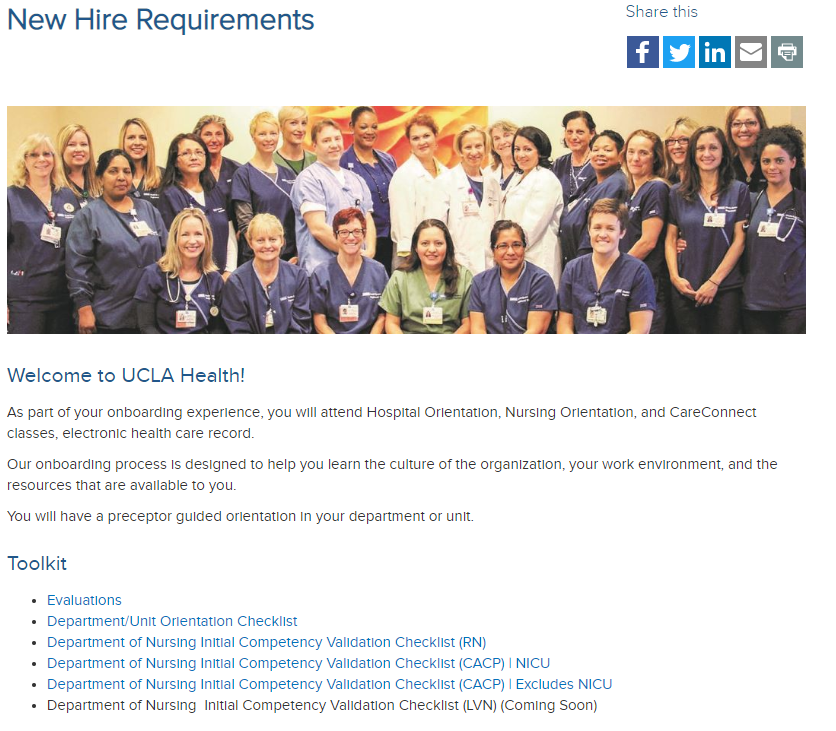 New Hire Requirements
Share this
Welcome to UCLA Health!
As part of your onboarding experience, you will attend Hospital Orientation, Nursing Orientation, and CareConnect
classes, electronic health care record.
Our onboarding process is designed to help you learn the culture of the organization, your work environment, and the
resources that are available to you.
You will have a preceptor guided orientation in your department or unit.
Toolkit
Evaluations
Department/Unit Orientation Checklist
Department of Nursing Initial Competency Validation Checklist (RN)
Department of Nursing Initial Competency Validation Checklist (CACP) | NICU
Department of Nursing Initial Competency Validation Checklist (CACP) | Excludes NICU
Department of Nursing  Initial Competency Validation Checklist (LVN) (Coming Soon)